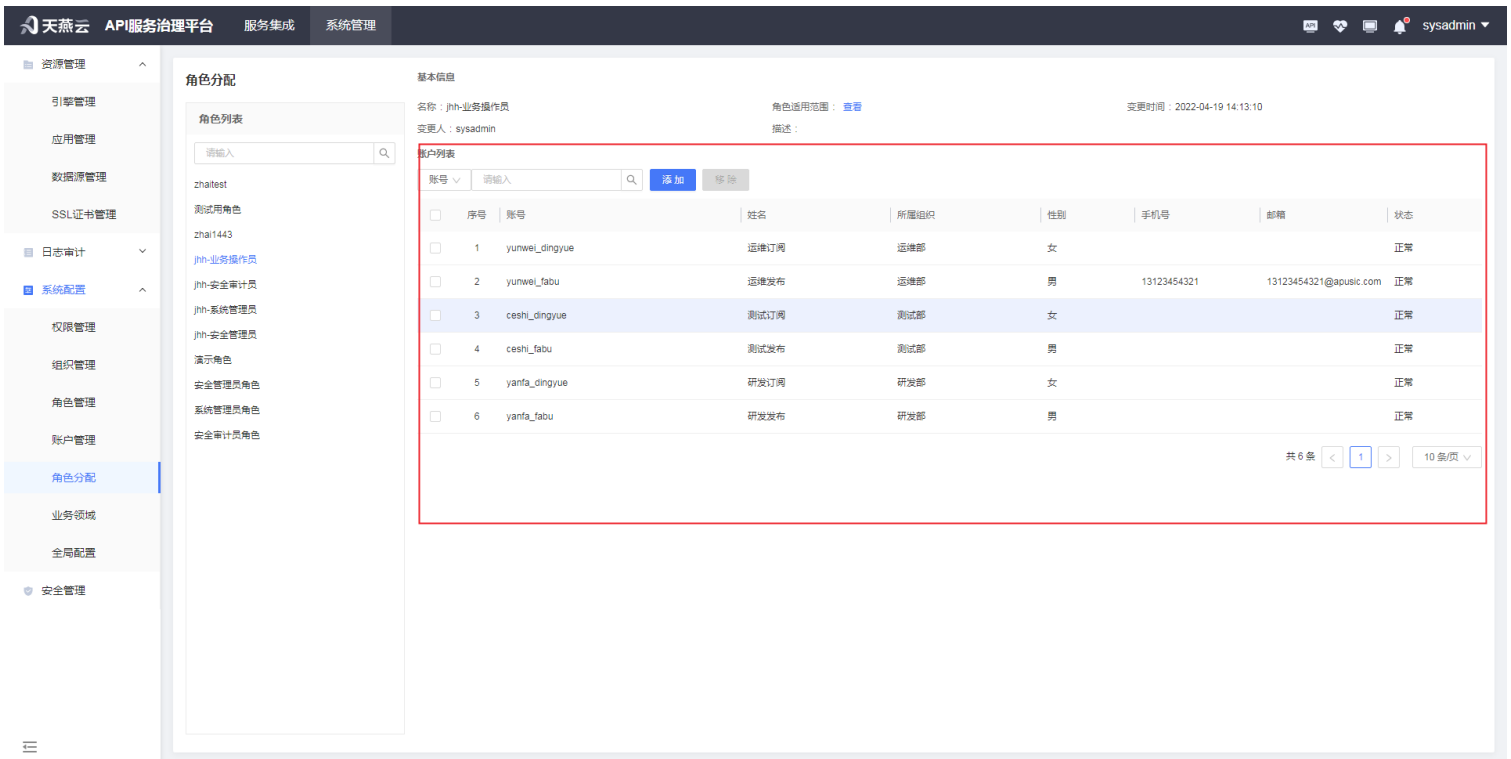 天燕云 API服务治理平台 服务集成 系统管理 API sysadmin
资源管理
引擎管理
应用管理
数据源管理
SSL证书管理
日志审计
系统配置
权限管理
组织管理
角色管理
账户管理
角色分配
业务领域
全局配置
安全管理
角色分配
角色列表
请输入
zhaitest
测试用角色
zhai1443
jhh-业务操作员
jhh-安全审计员
jhh-系统管理员
jhh-安全管理员
演示角色
安全管理员角色
系统管理员角色
安全审计员角色
基本信息
名称：jhh-业务操作员 角色适用范围： 查看 变更时间：2022-04-19 14:13:10
变更人：sysadmin 描述：
账户列表
账号 请输入 添加 移除
序号 账号 姓名 所属组织 性别 手机号 邮箱 状态
1 yunwei_dingyue 运维订阅 运维部 女 正常
2 yunwei_fabu 运维发布 运维部 男 13123454321 13123454321@apusic.com 正常
3 ceshi_dingyue 测试订阅 测试部 女 正常
4 ceshi_fabu 测试发布 测试部 男 正常
5 yanfa_dingyue 研发订阅 研发部 女 正常
6 yanfa_fabu 研发发布 研发部 男 正常
共6条 < 1 > 10条/页